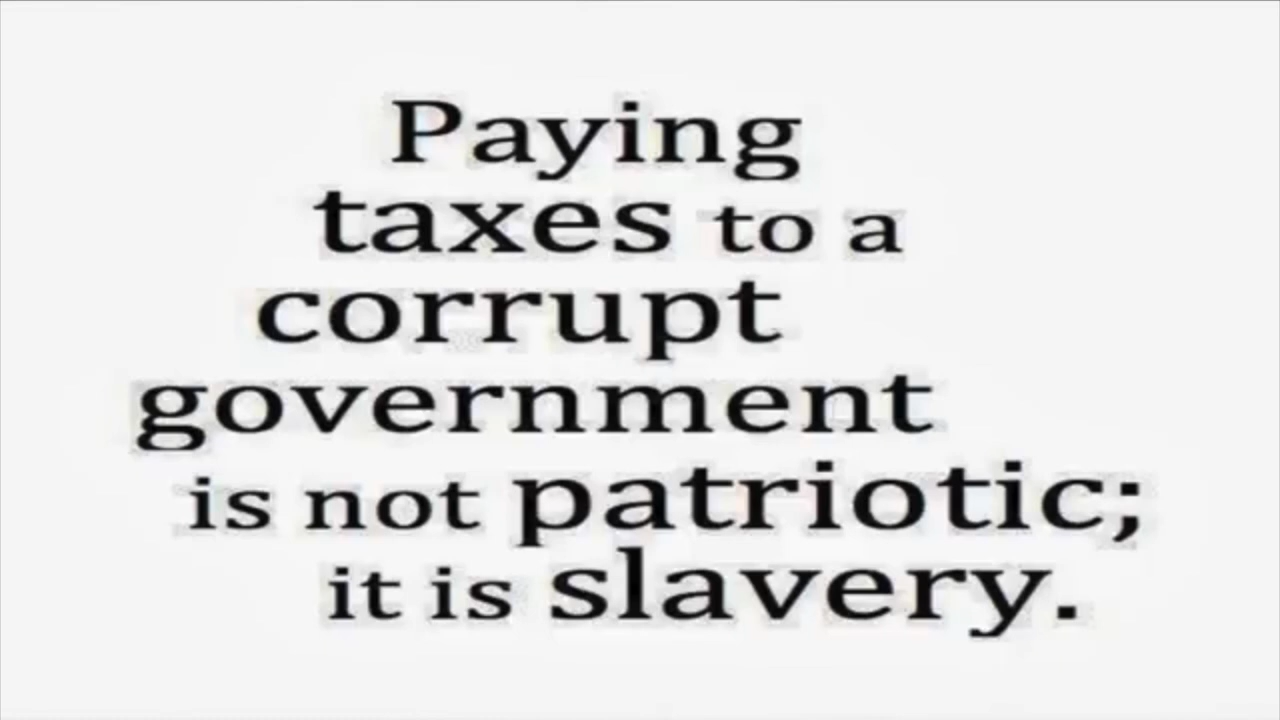 Paying
taxes to a
corrupt
government
is not patriotic;
it is slavery.